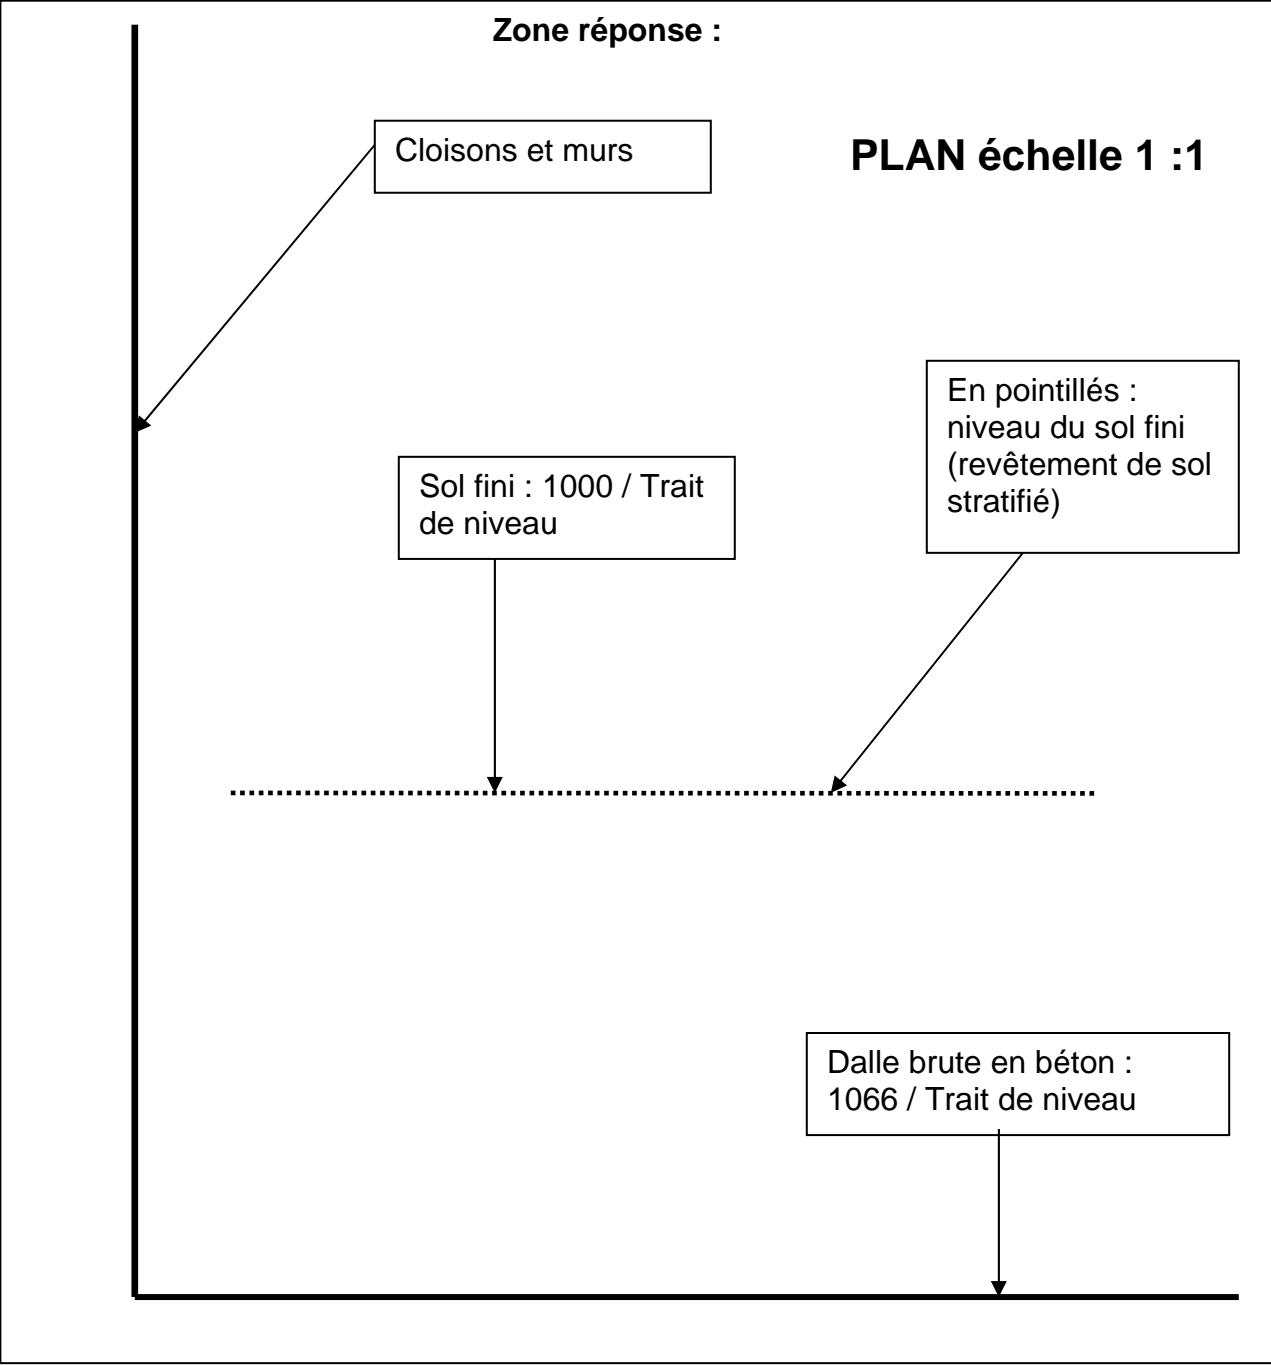 Zone réponse :
Cloisons et murs
PLAN échelle 1 :1
En pointillés :
niveau du sol fini
(revêtement de sol
stratifié)
Sol fini : 1000 / Trait
de niveau
Dalle brute en béton :
1066 / Trait de niveau